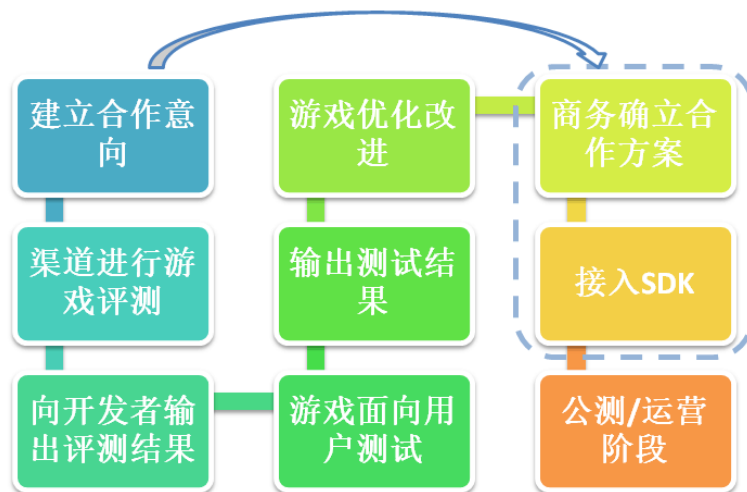 建立合作意
向
渠道进行游
戏评测
向开发者输
出评测结果
游戏面向用
户测试
输出测试结
果
游戏优化改
进
商务确立合
作方案
接入SDK
公测/运营
阶段